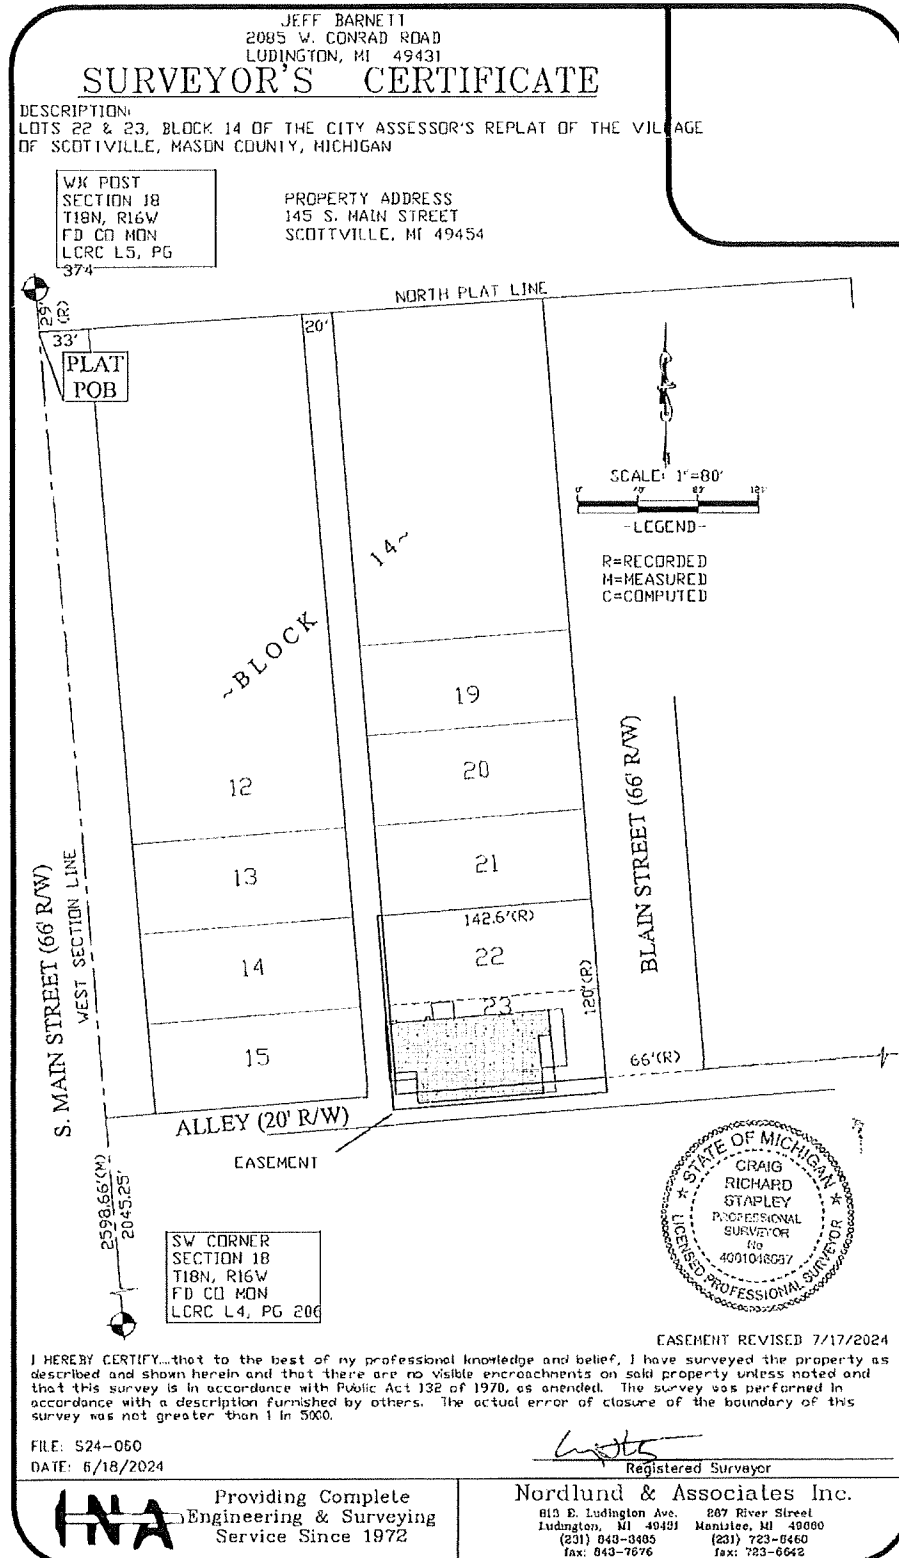 JEFF BARNETT
2085 W. CONRAD ROAD
LUDINGTON, MI 49431
SURVEYOR'S CERTIFICATE
DESCRIPTION:
LOTS 22 & 23, BLOCK 14 OF THE CITY ASSESSOR'S REPLAT OF THE VILLAGE
OF SCOTTVILLE, MASON COUNTY, MICHIGAN
W¼ POST
SECTION 18
T18N, R16W
FD CO MON
LCRC L5, PG
374
PROPERTY ADDRESS
145 S. MAIN STREET
SCOTTVILLE, MI 49454
NORTH PLAT LINE
29'
(R)
33'
20'
PLAT
POB
SCALE: 1"=80'
-LEGEND-
R=RECORDED
M=MEASURED
C=COMPUTED
~BLOCK 14~
19
20
12
21
13
142.6'(R)
22
14
23
120'(R)
15
66'(R)
S. MAIN STREET (66' R/W)
WEST SECTION LINE
BLAIN STREET (66' R/W)
ALLEY (20' R/W)
EASEMENT
2598.66'(M)
2045.25'
STATE OF MICHIGAN
CRAIG
RICHARD
STAPLEY
PROFESSIONAL
SURVEYOR
No
LICENSED PROFESSIONAL SURVEYOR
SW CORNER
SECTION 18
T18N, R16W
FD CO MON
LCRC L4, PG 206
EASEMENT REVISED 7/17/2024
I HEREBY CERTIFY...that to the best of my professional knowledge and belief, I have surveyed the property as
described and shown herein and that there are no visible encroachments on said property unless noted and
that this survey is in accordance with Public Act 132 of 1970, as amended. The survey was performed in
accordance with a description furnished by others. The actual error of closure of the boundary of this
survey was not greater than 1 in 5000.
FILE: S24-060
DATE: 6/18/2024
Registered Surveyor
INA
Providing Complete
Engineering & Surveying
Service Since 1972
Nordlund & Associates Inc.
813 E. Ludington Ave.
Ludington, MI 49431
(231) 843-3485
fax: 843-7676
287 River Street
Manistee, MI 49660
(231) 723-6460
fax: 723-6642